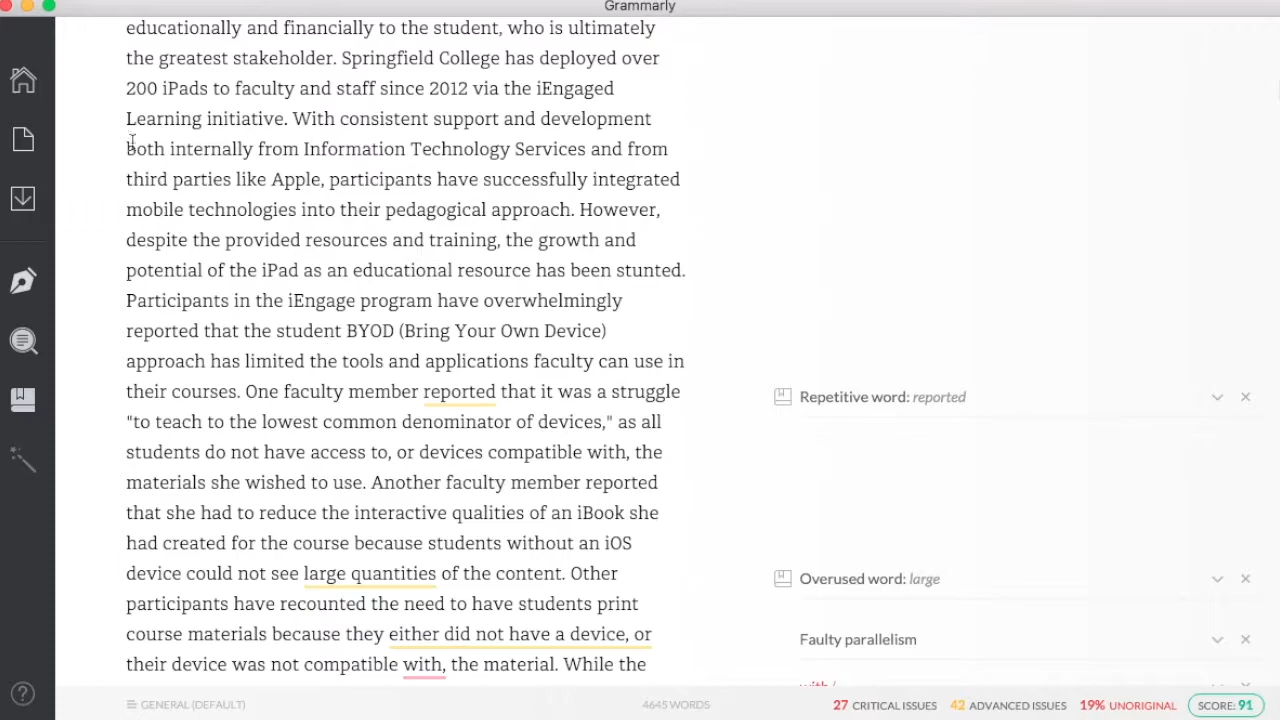 Grammarly
educationally and financially to the student, who is ultimately
the greatest stakeholder. Springfield College has deployed over
200 iPads to faculty and staff since 2012 via the iEngaged
Learning initiative. With consistent support and development
both internally from Information Technology Services and from
third parties like Apple, participants have successfully integrated
mobile technologies into their pedagogical approach. However,
despite the provided resources and training, the growth and
potential of the iPad as an educational resource has been stunted.
Participants in the iEngage program have overwhelmingly
reported that the student BYOD (Bring Your Own Device)
approach has limited the tools and applications faculty can use in
their courses. One faculty member reported that it was a struggle
"to teach to the lowest common denominator of devices," as all
students do not have access to, or devices compatible with, the
materials she wished to use. Another faculty member reported
that she had to reduce the interactive qualities of an iBook she
had created for the course because students without an iOS
device could not see large quantities of the content. Other
participants have recounted the need to have students print
course materials because they either did not have a device, or
their device was not compatible with, the material. While the
Repetitive word: reported
Overused word: large
Faulty parallelism
with /
GENERAL (DEFAULT)
4645 WORDS
27 CRITICAL ISSUES
42 ADVANCED ISSUES
19% UNORIGINAL
SCORE: 91